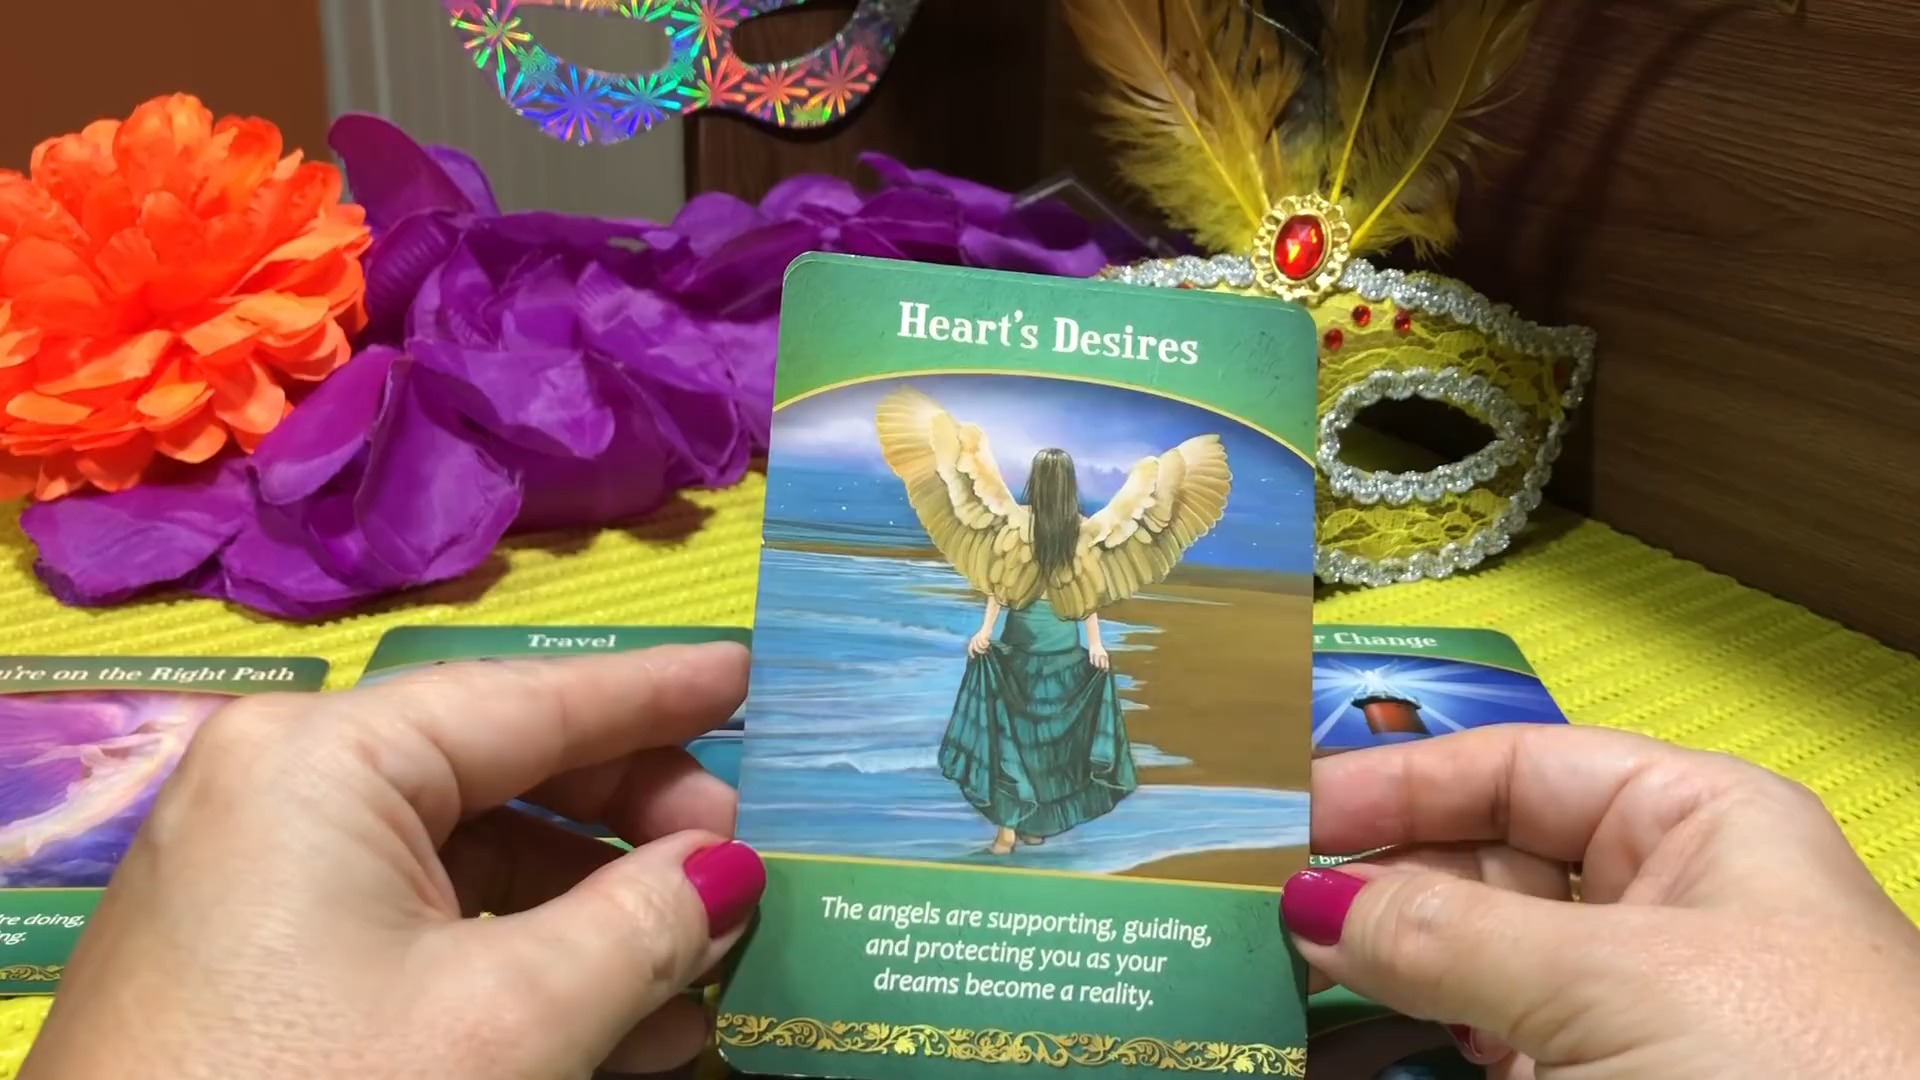 Heart's Desires
The angels are supporting, guiding,
and protecting you as your
dreams become a reality.
Travel
on the Right Path
Change
doing,